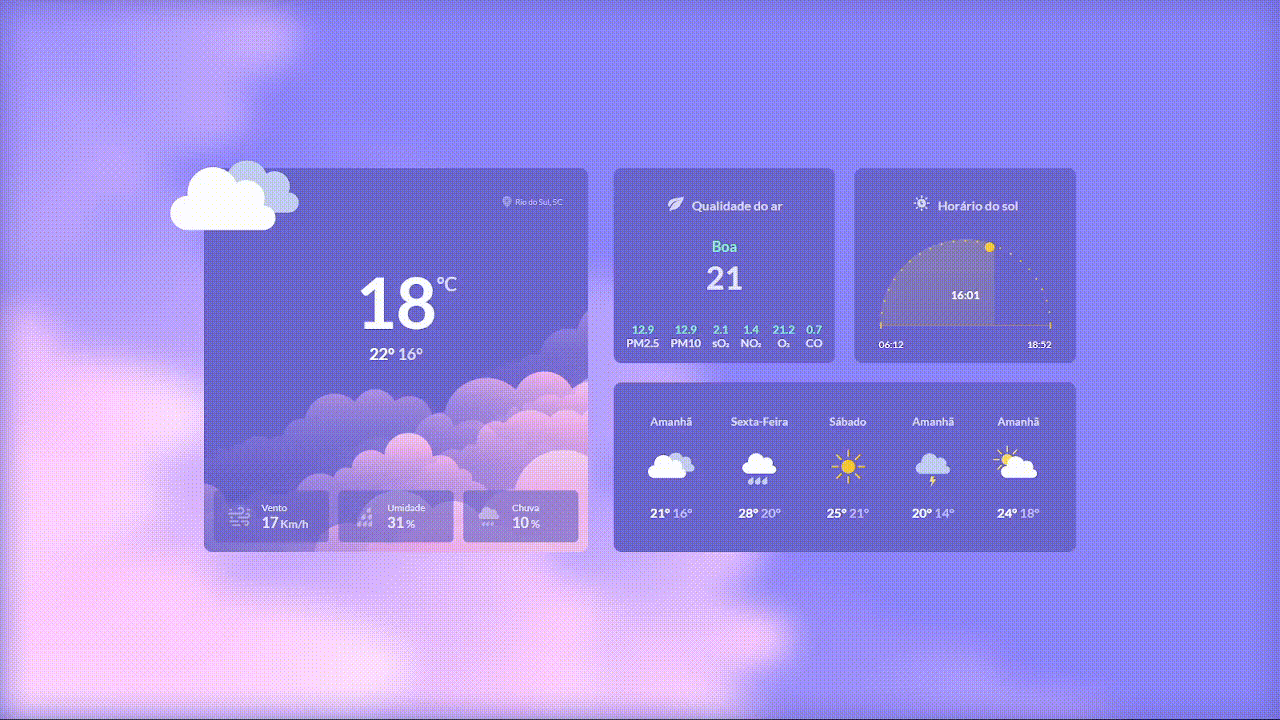 Rio do Sul, SC
18 °C
22° 16°
Vento
17 Km/h
Umidade
31 %
Chuva
10 %
Qualidade do ar
Boa
21
12.9 12.9 2.1 1.4 21.2 0.7
PM2.5 PM10 sO₂ NO₂ O₃ CO
Horário do sol
16:01
06:12 18:52
Amanhã Sexta-Feira Sábado Amanhã Amanhã
21° 16° 28° 20° 25° 21° 20° 14° 24° 18°